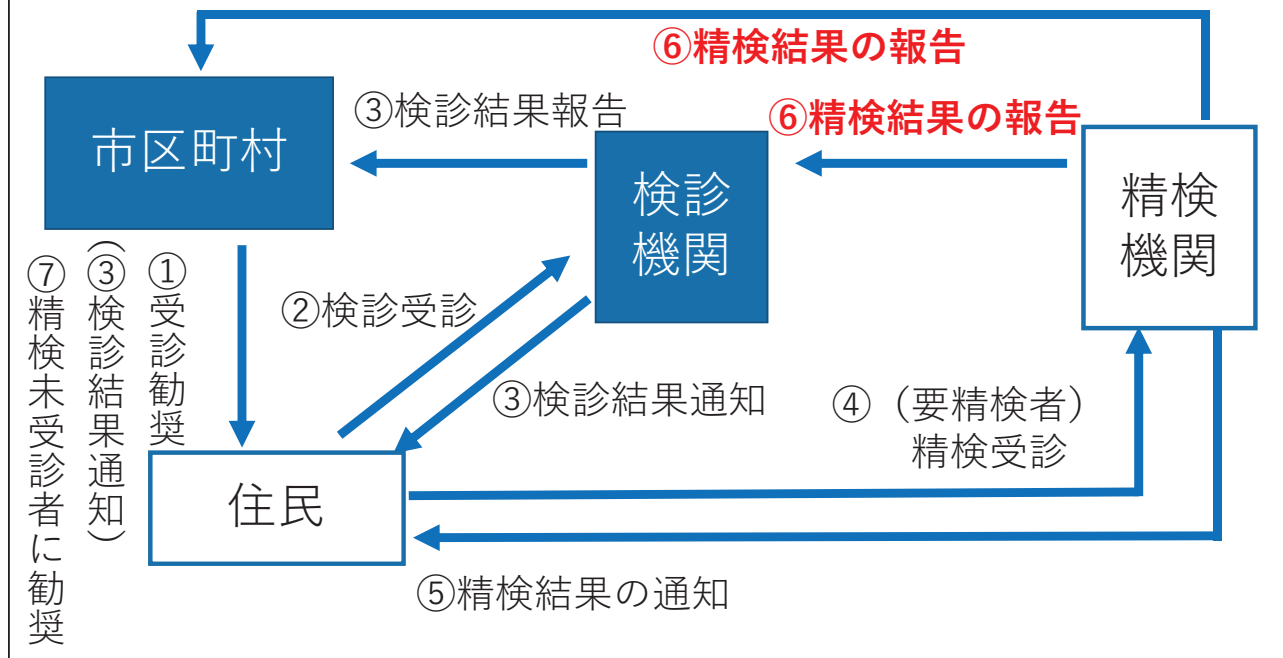 ⑥精検結果の報告
③検診結果報告
⑥精検結果の報告
市区町村
検診
機関
精検
機関
①受診勧奨
(③検診結果通知)
⑦精検未受診者に勧奨
②検診受診
③検診結果通知
④（要精検者）
精検受診
住民
⑤精検結果の通知